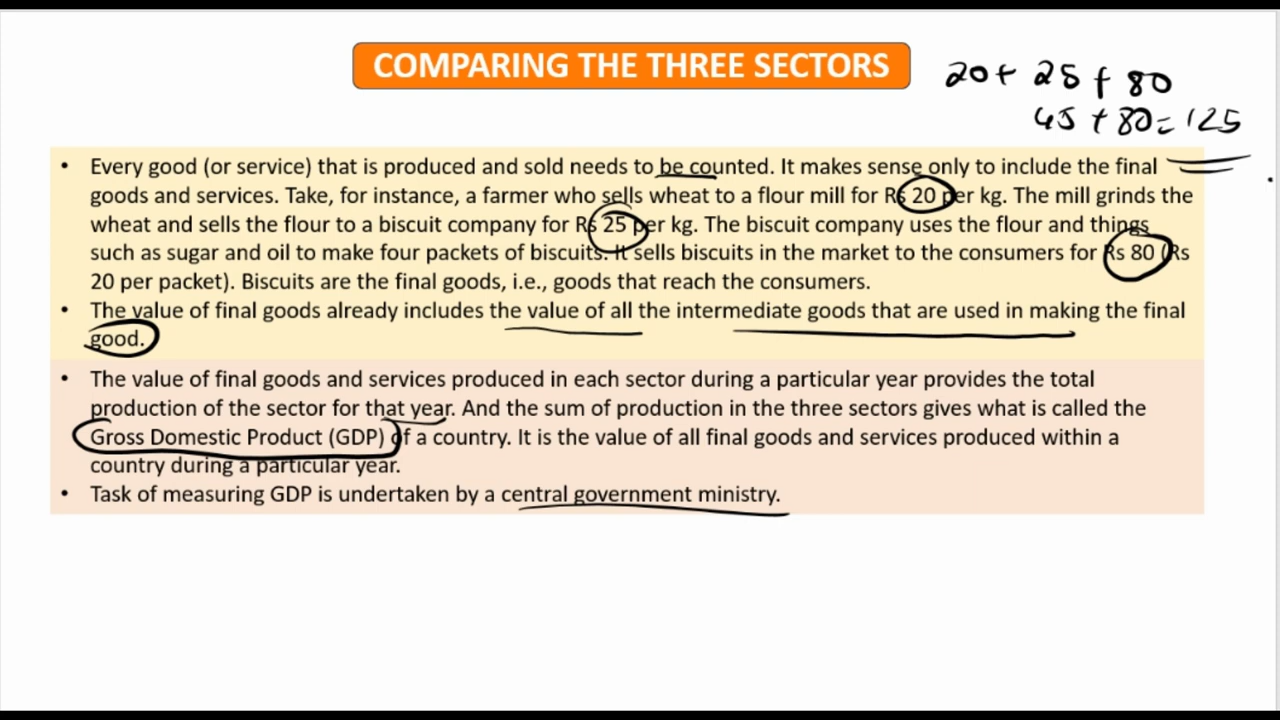 COMPARING THE THREE SECTORS
20+ 25 + 80
45 + 80 = 125
• Every good (or service) that is produced and sold needs to be counted. It makes sense only to include the final
goods and services. Take, for instance, a farmer who sells wheat to a flour mill for Rs 20 per kg. The mill grinds the
wheat and sells the flour to a biscuit company for Rs 25 per kg. The biscuit company uses the flour and things
such as sugar and oil to make four packets of biscuits. It sells biscuits in the market to the consumers for Rs 80 (Rs
20 per packet). Biscuits are the final goods, i.e., goods that reach the consumers.
• The value of final goods already includes the value of all the intermediate goods that are used in making the final
good.
• The value of final goods and services produced in each sector during a particular year provides the total
production of the sector for that year. And the sum of production in the three sectors gives what is called the
Gross Domestic Product (GDP) of a country. It is the value of all final goods and services produced within a
country during a particular year.
• Task of measuring GDP is undertaken by a central government ministry.